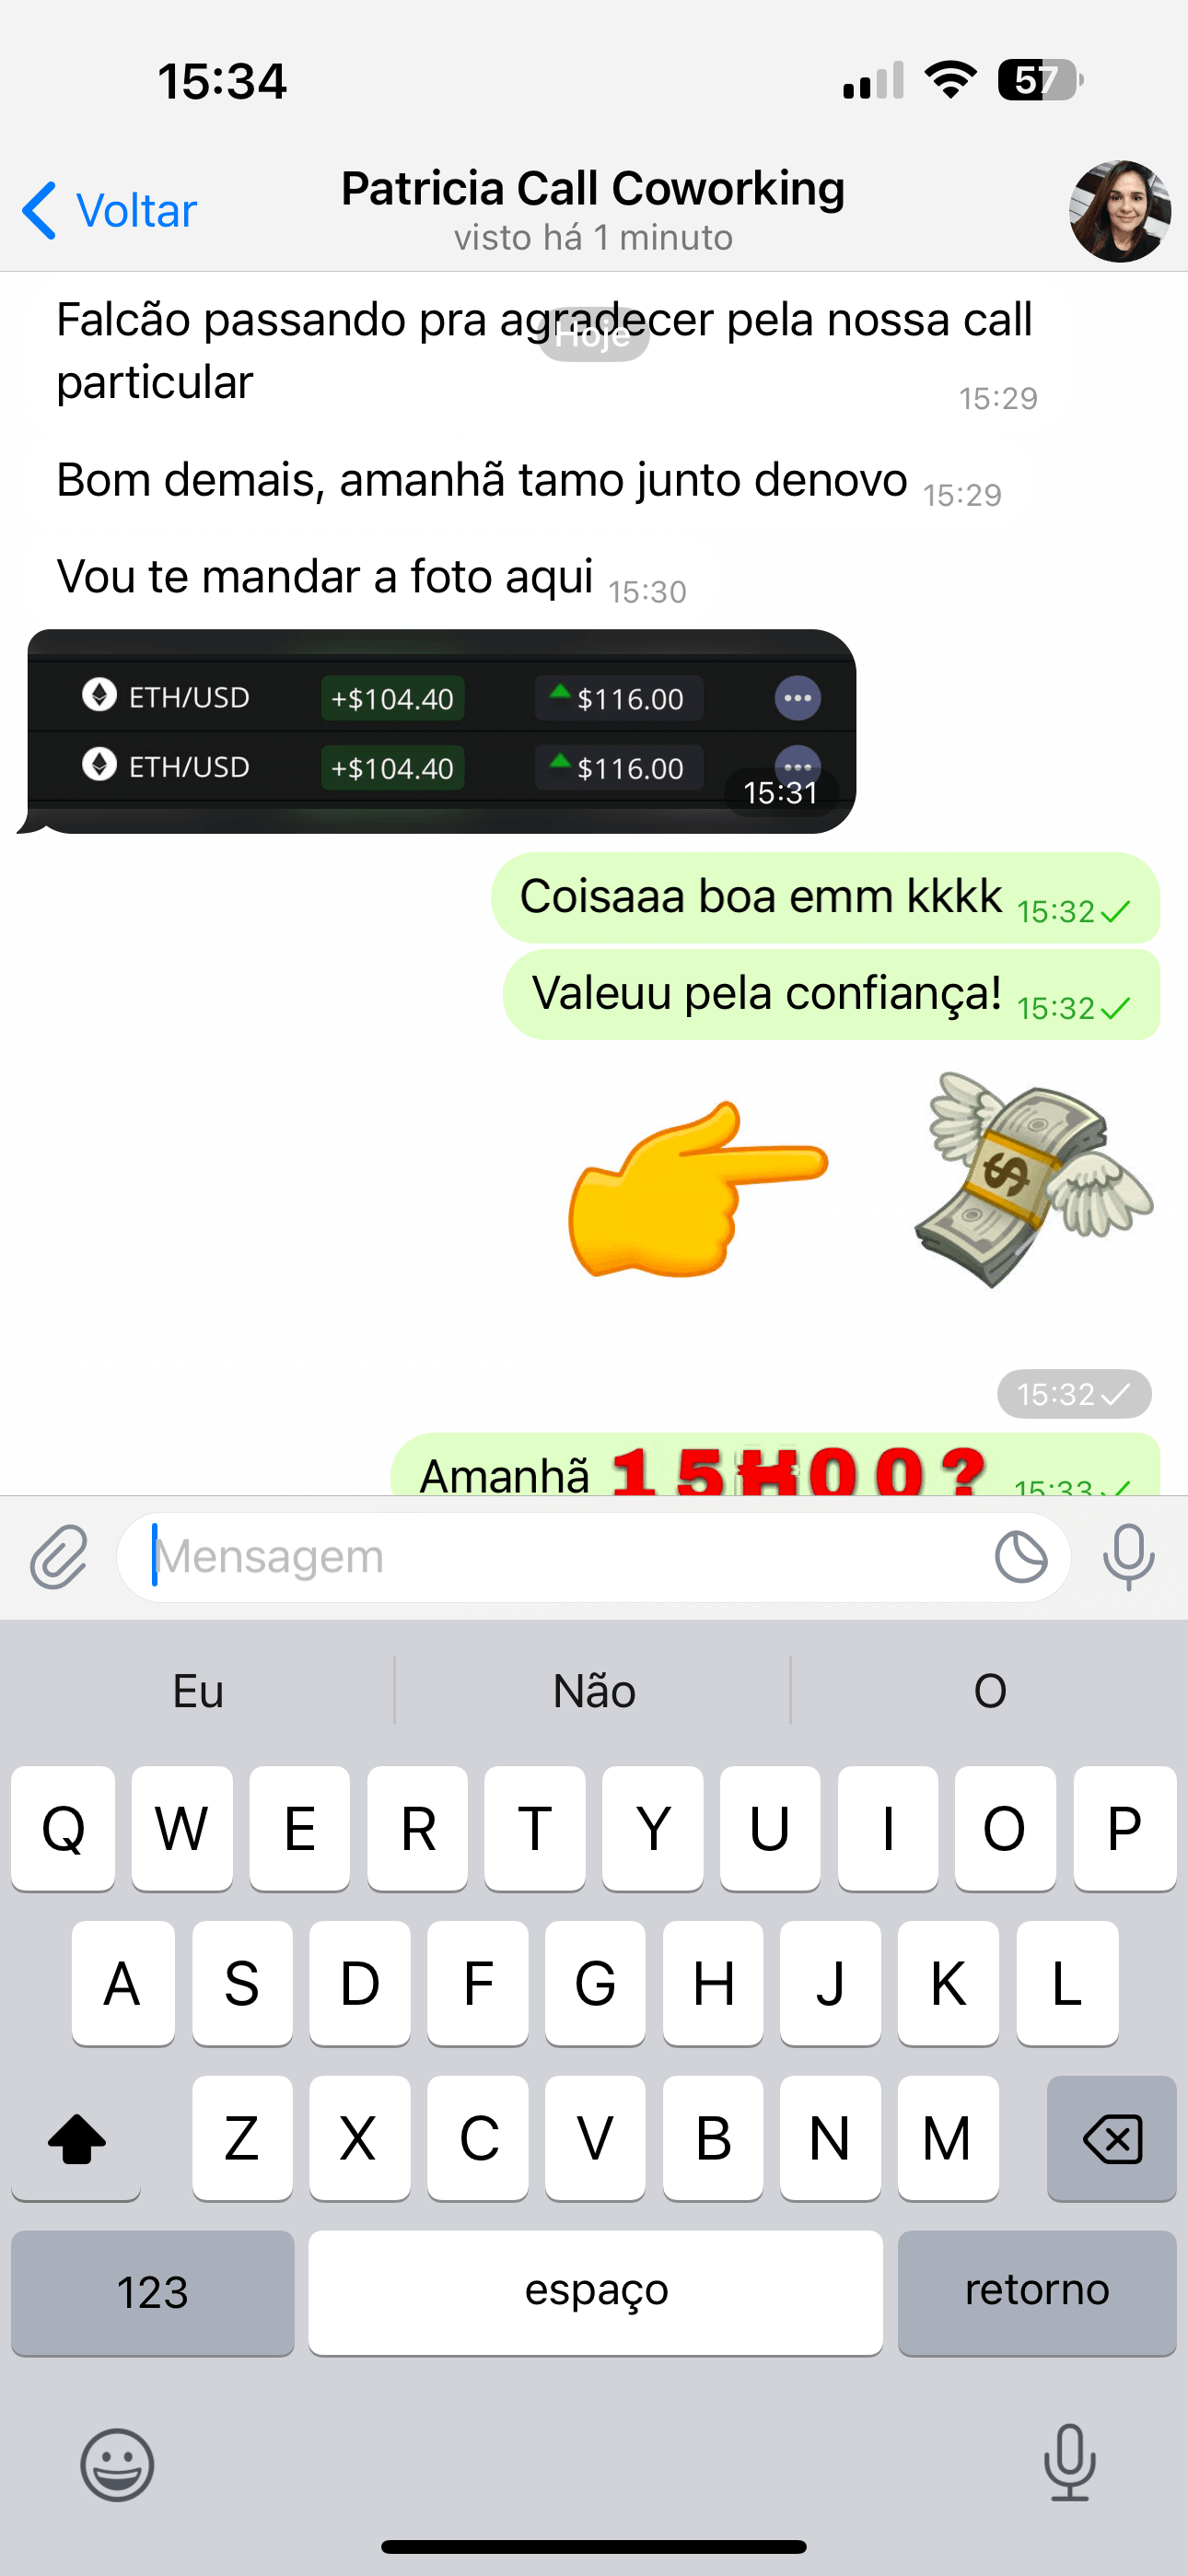 15:34
57
Voltar
Patricia Call Coworking
visto há 1 minuto
Hoje
Falcão passando pra agradecer pela nossa call
particular 15:29
Bom demais, amanhã tamo junto denovo 15:29
Vou te mandar a foto aqui 15:30
ETH/USD +$104.40 $116.00
ETH/USD +$104.40 $116.00
15:31
Coisaaa boa emm kkkk 15:32
Valeuu pela confiança! 15:32
$
15:32
Amanhã 15H00? 15:33
Mensagem
Eu Não O
Q W E R T Y U I O P
A S D F G H J K L
Z X C V B N M
123 espaço retorno